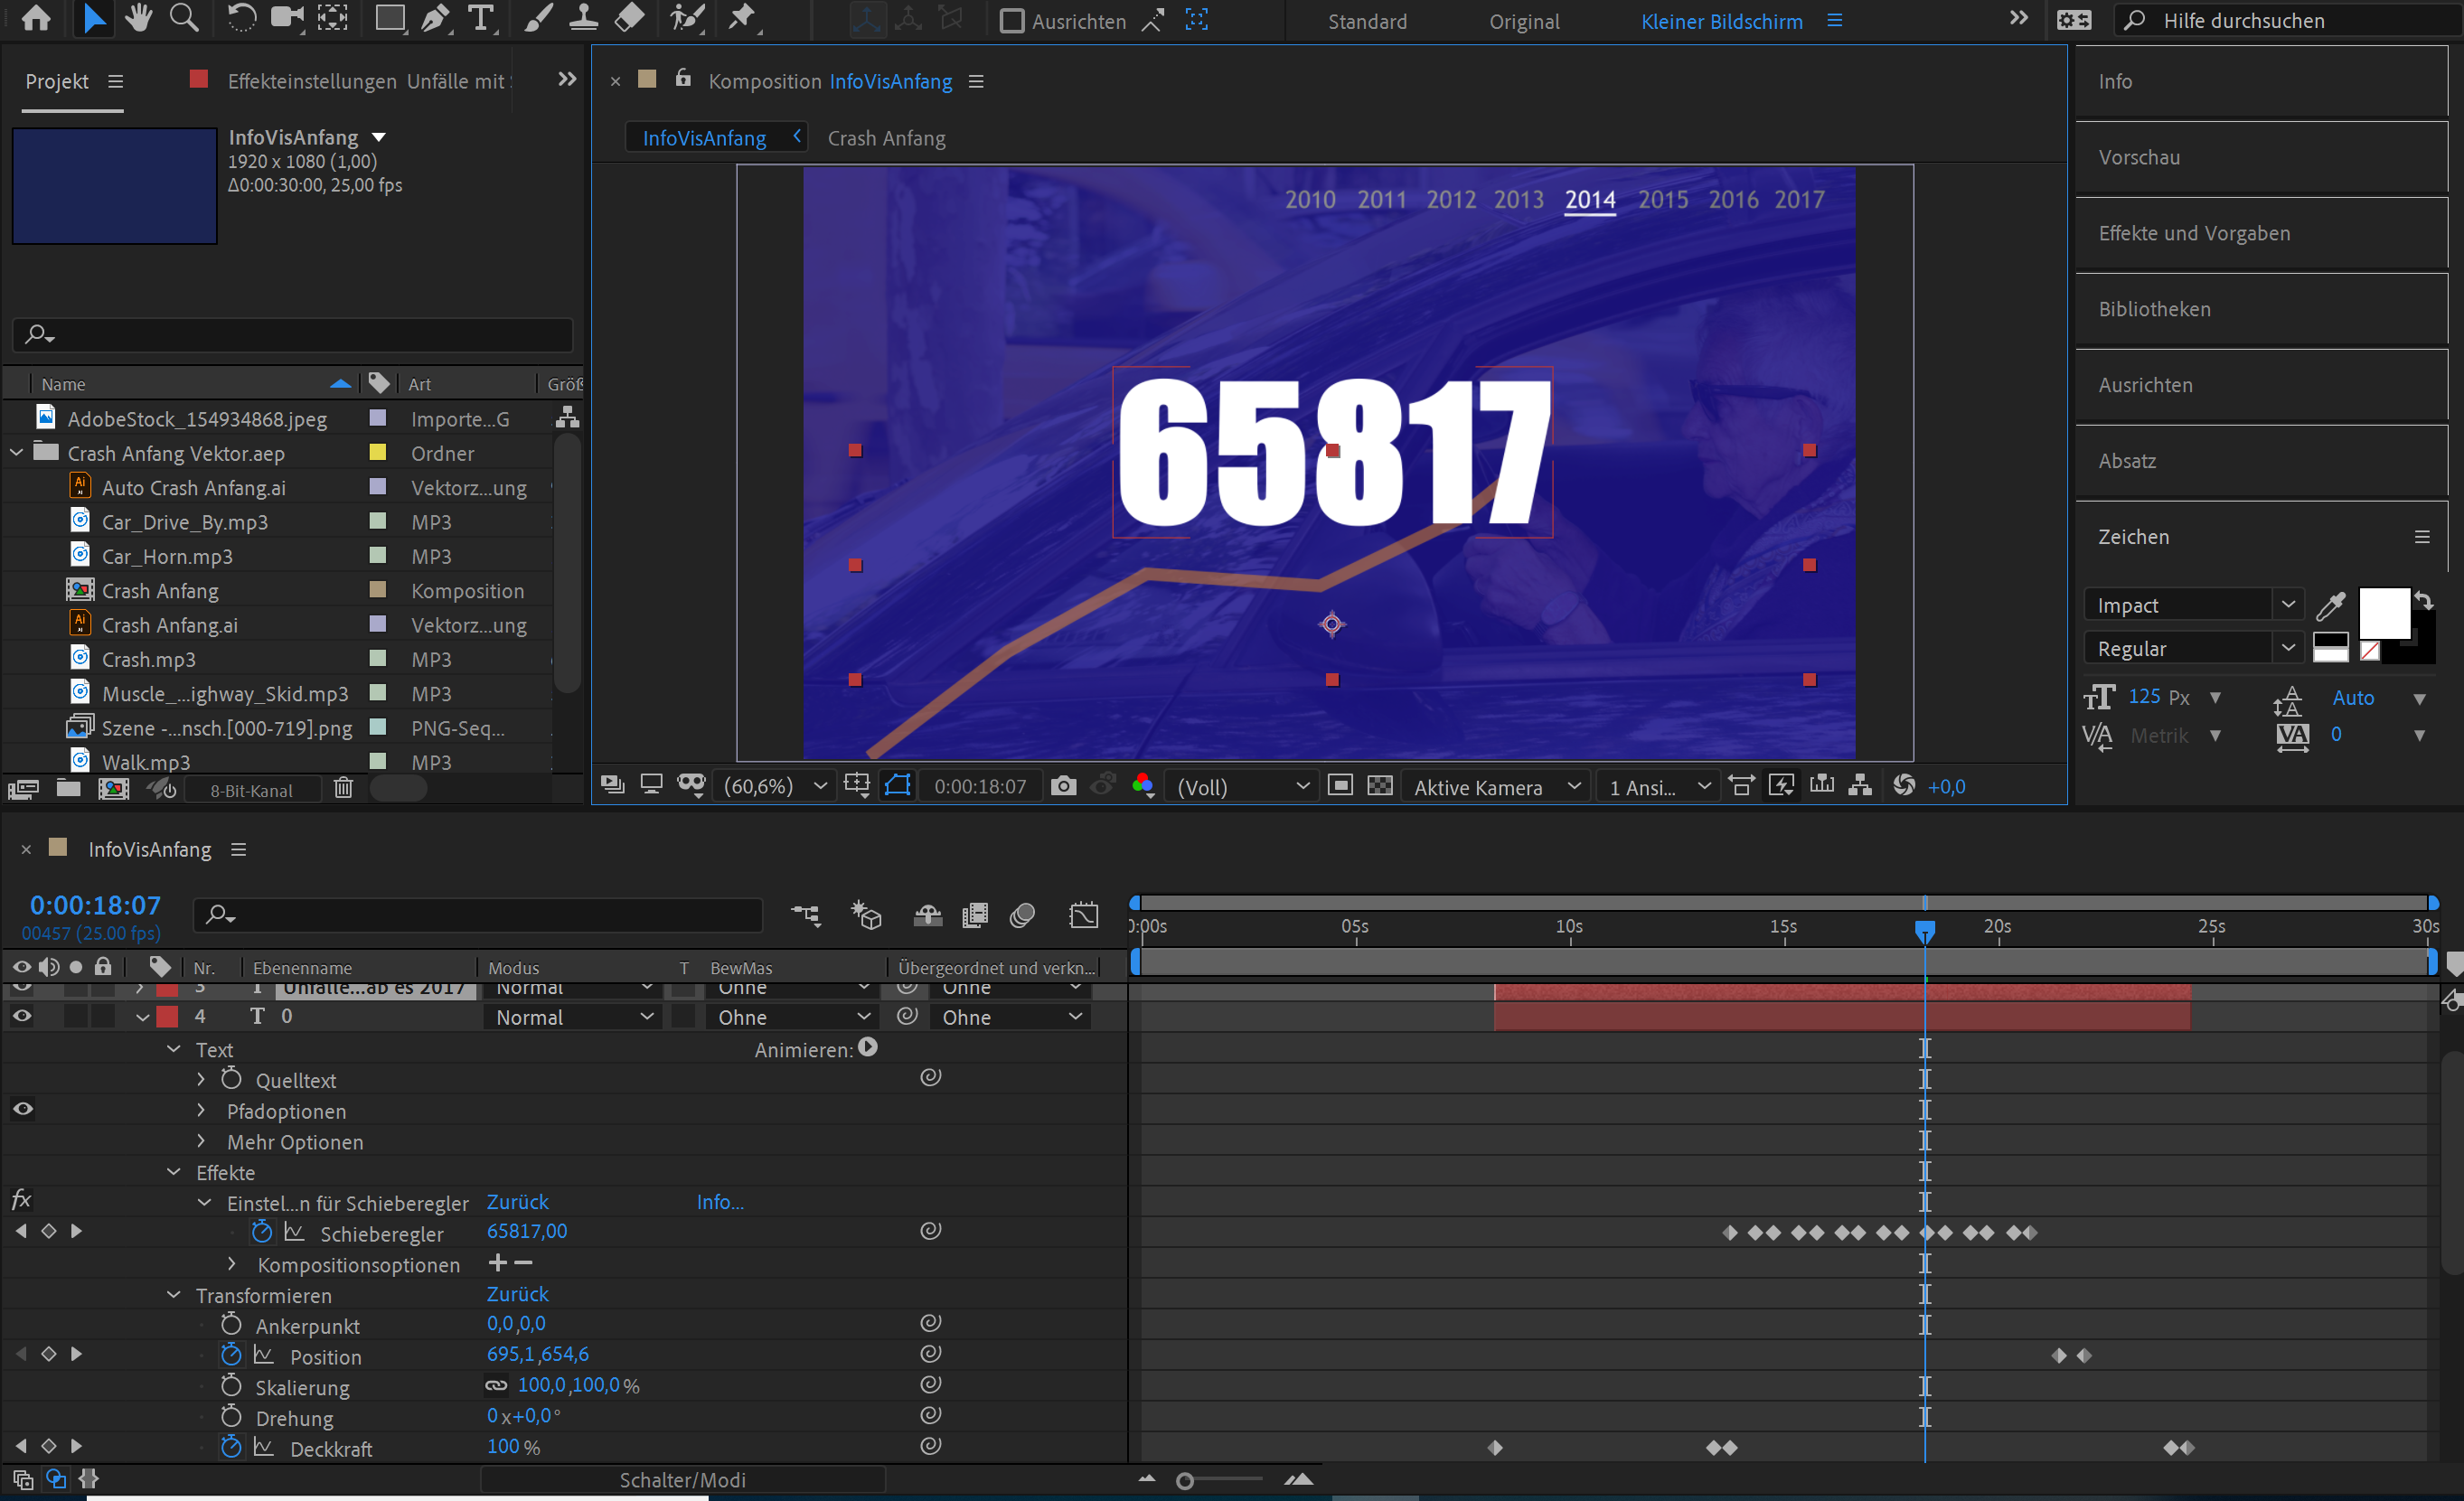 Ausrichten
Standard
Original
Kleiner Bildschirm
Hilfe durchsuchen
Projekt
Effekteinstellungen Unfälle mit
Komposition InfoVisAnfang
InfoVisAnfang
1920 x 1080 (1,00)
Δ0:00:30:00, 25,00 fps
InfoVisAnfang
Crash Anfang
2010 2011 2012 2013 2014 2015 2016 2017
65817
Name
Art
Größ
AdobeStock_154934868.jpeg Importe...G
Crash Anfang Vektor.aep Ordner
Auto Crash Anfang.ai Vektorz...ung
Car_Drive_By.mp3 MP3
Car_Horn.mp3 MP3
Crash Anfang Komposition
Crash Anfang.ai Vektorz...ung
Crash.mp3 MP3
Muscle_...ighway_Skid.mp3 MP3
Szene -...nsch.[000-719].png PNG-Seq...
Walk.mp3 MP3
8-Bit-Kanal
(60,6%)
0:00:18:07
(Voll)
Aktive Kamera
1 Ansi...
+0,0
Info
Vorschau
Effekte und Vorgaben
Bibliotheken
Ausrichten
Absatz
Zeichen
Impact
Regular
125 Px
Auto
Metrik
0
InfoVisAnfang
0:00:18:07
00457 (25.00 fps)
0:00s 05s 10s 15s 20s 25s 30s
Nr. Ebenenname Modus T BewMas Übergeordnet und verkn...
3 T Unfälle...ab es 2017 Normal Ohne Ohne
4 T 0 Normal Ohne Ohne
Text Animieren:
Quelltext
Pfadoptionen
Mehr Optionen
Effekte
fx Einstel...n für Schieberegler Zurück Info...
Schieberegler 65817,00
Kompositionsoptionen
Transformieren Zurück
Ankerpunkt 0,0,0,0
Position 695,1,654,6
Skalierung 100,0,100,0 %
Drehung 0 x+0,0°
Deckkraft 100 %
Schalter/Modi